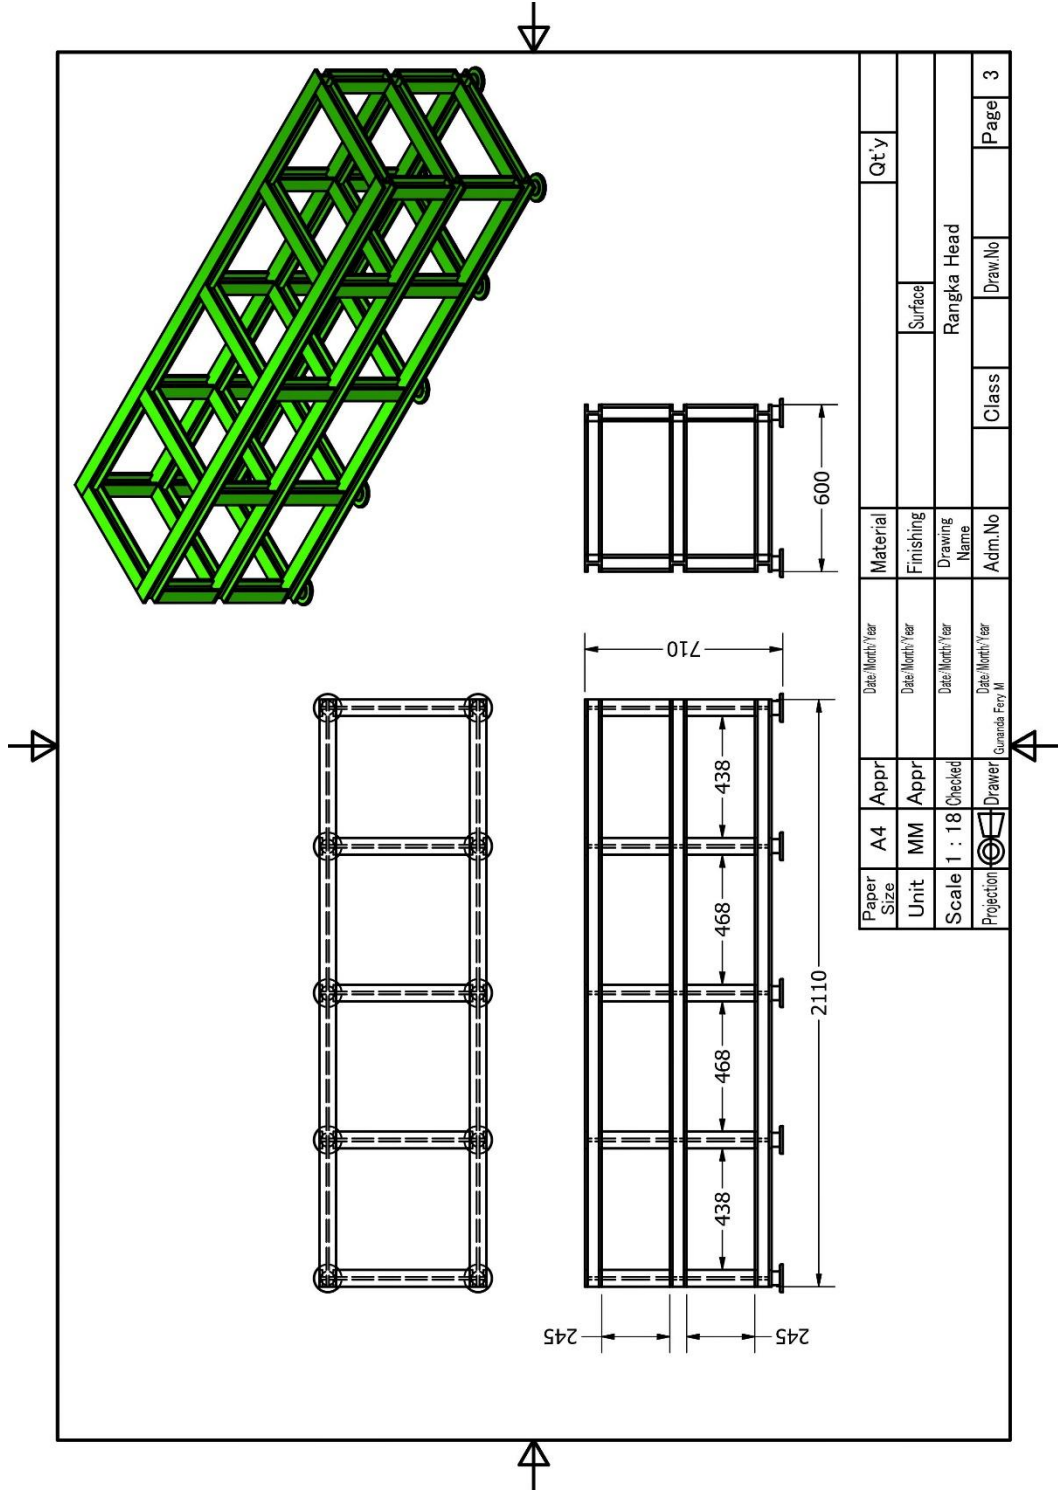 600
710
438
468
468
438
2110
245
245
Paper Size
A4
Appr
Date/Month/Year
Material
Qt'y
Unit
MM
Appr
Date/Month/Year
Finishing
Surface
Scale
1 : 18
Checked
Date/Month/Year
Drawing Name
Rangka Head
Projection
Drawer
Date/Month/Year
Gunanda Fery M
Adm.No
Class
Draw.No
Page
3